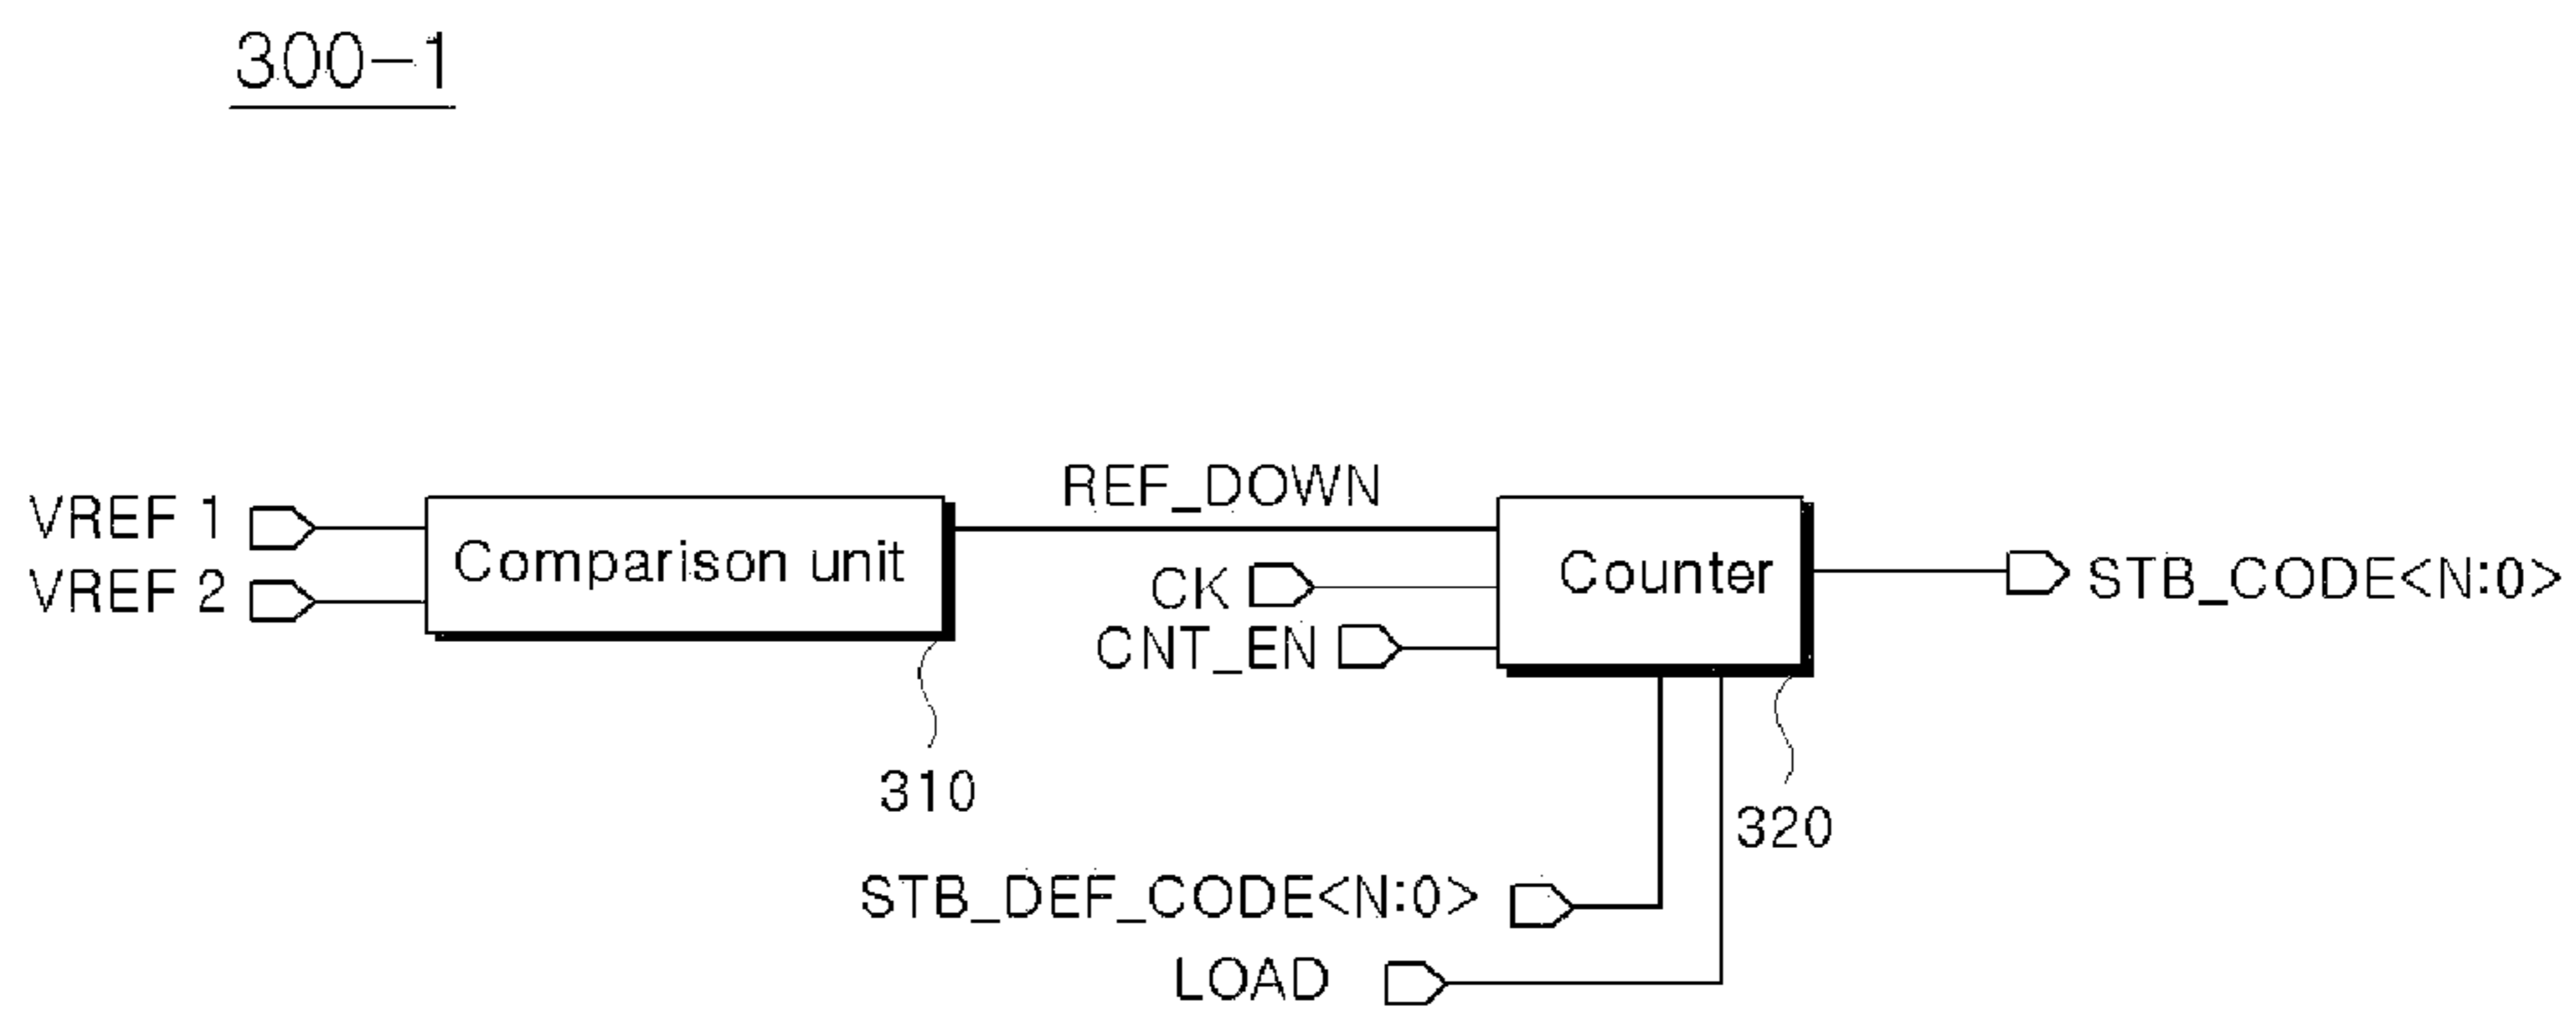 300-1
VREF 1
VREF 2
Comparison unit
REF_DOWN
CK
CNT_EN
Counter
STB_CODE<N:0>
310
320
STB_DEF_CODE<N:0>
LOAD